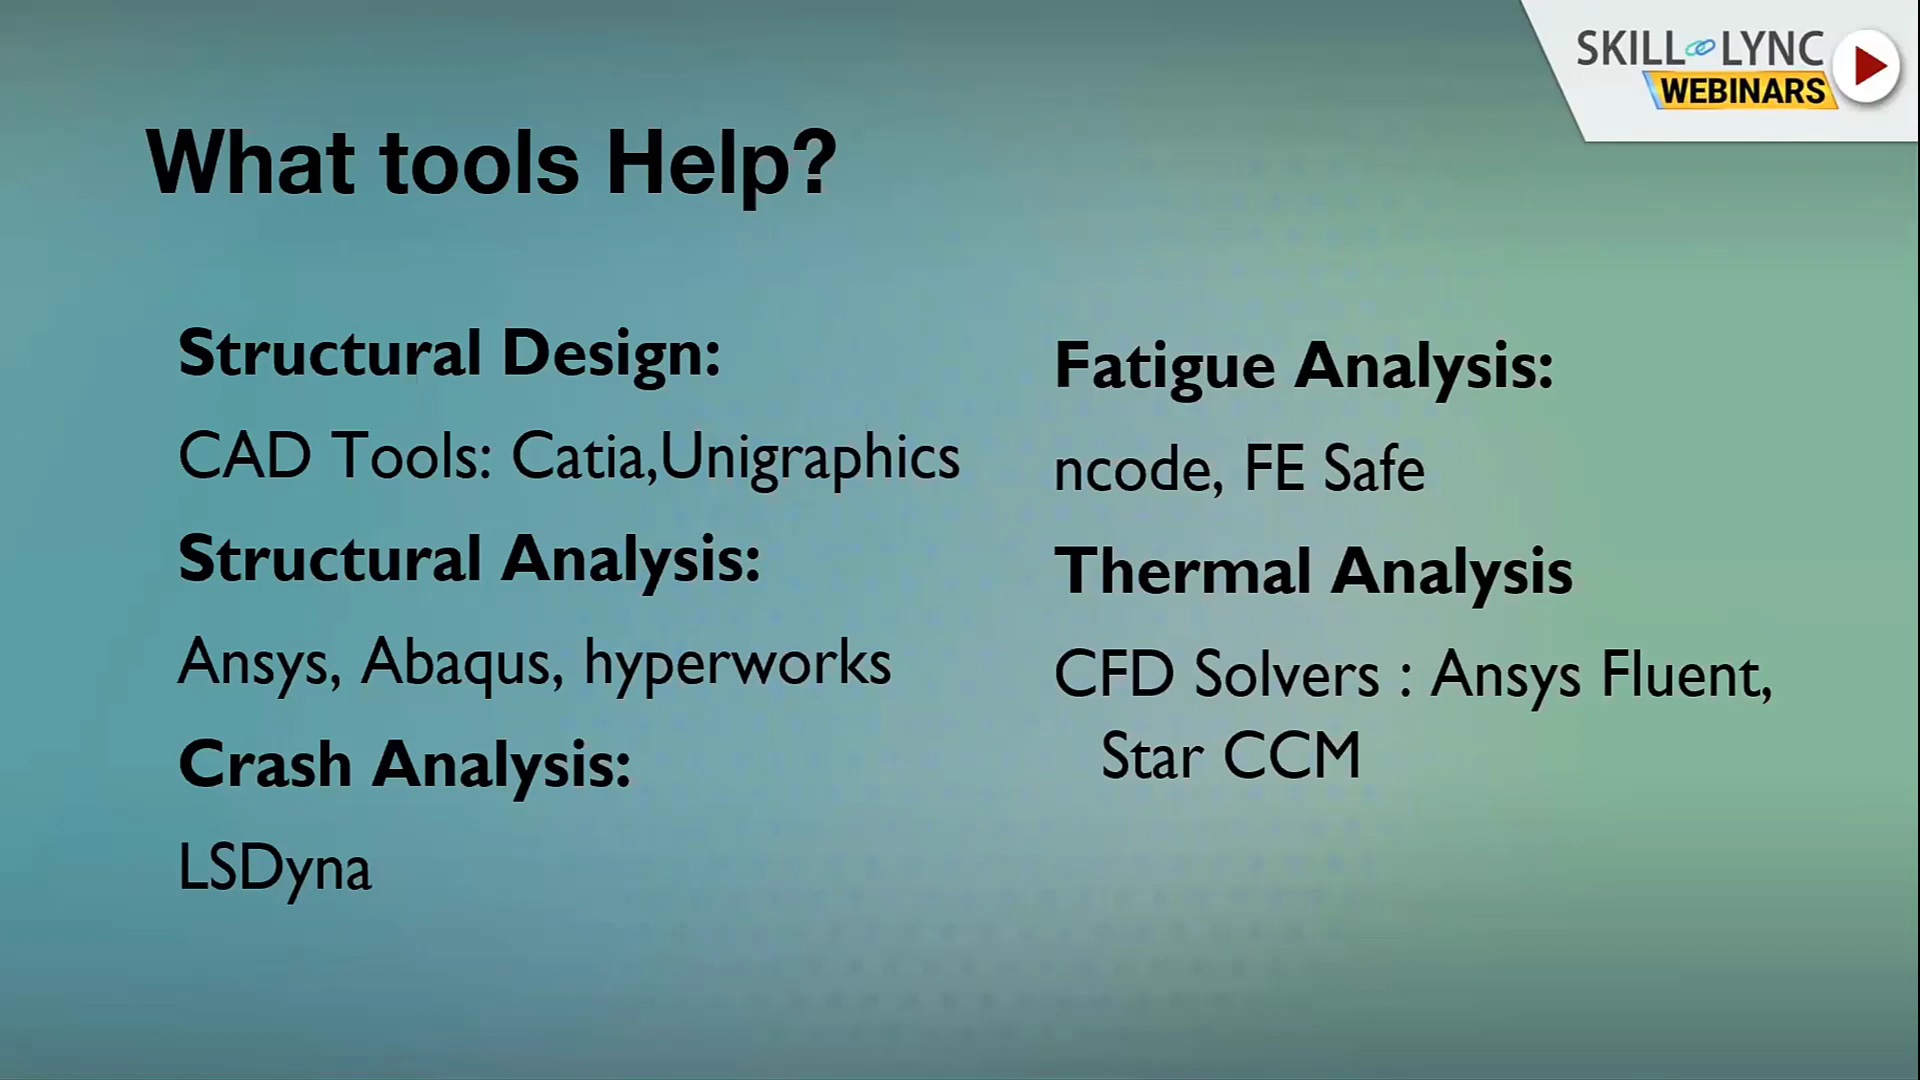 SKILL LYNC
WEBINARS
What tools Help?
Structural Design:
CAD Tools: Catia,Unigraphics
Structural Analysis:
Ansys, Abaqus, hyperworks
Crash Analysis:
LSDyna
Fatigue Analysis:
ncode, FE Safe
Thermal Analysis
CFD Solvers : Ansys Fluent,
Star CCM